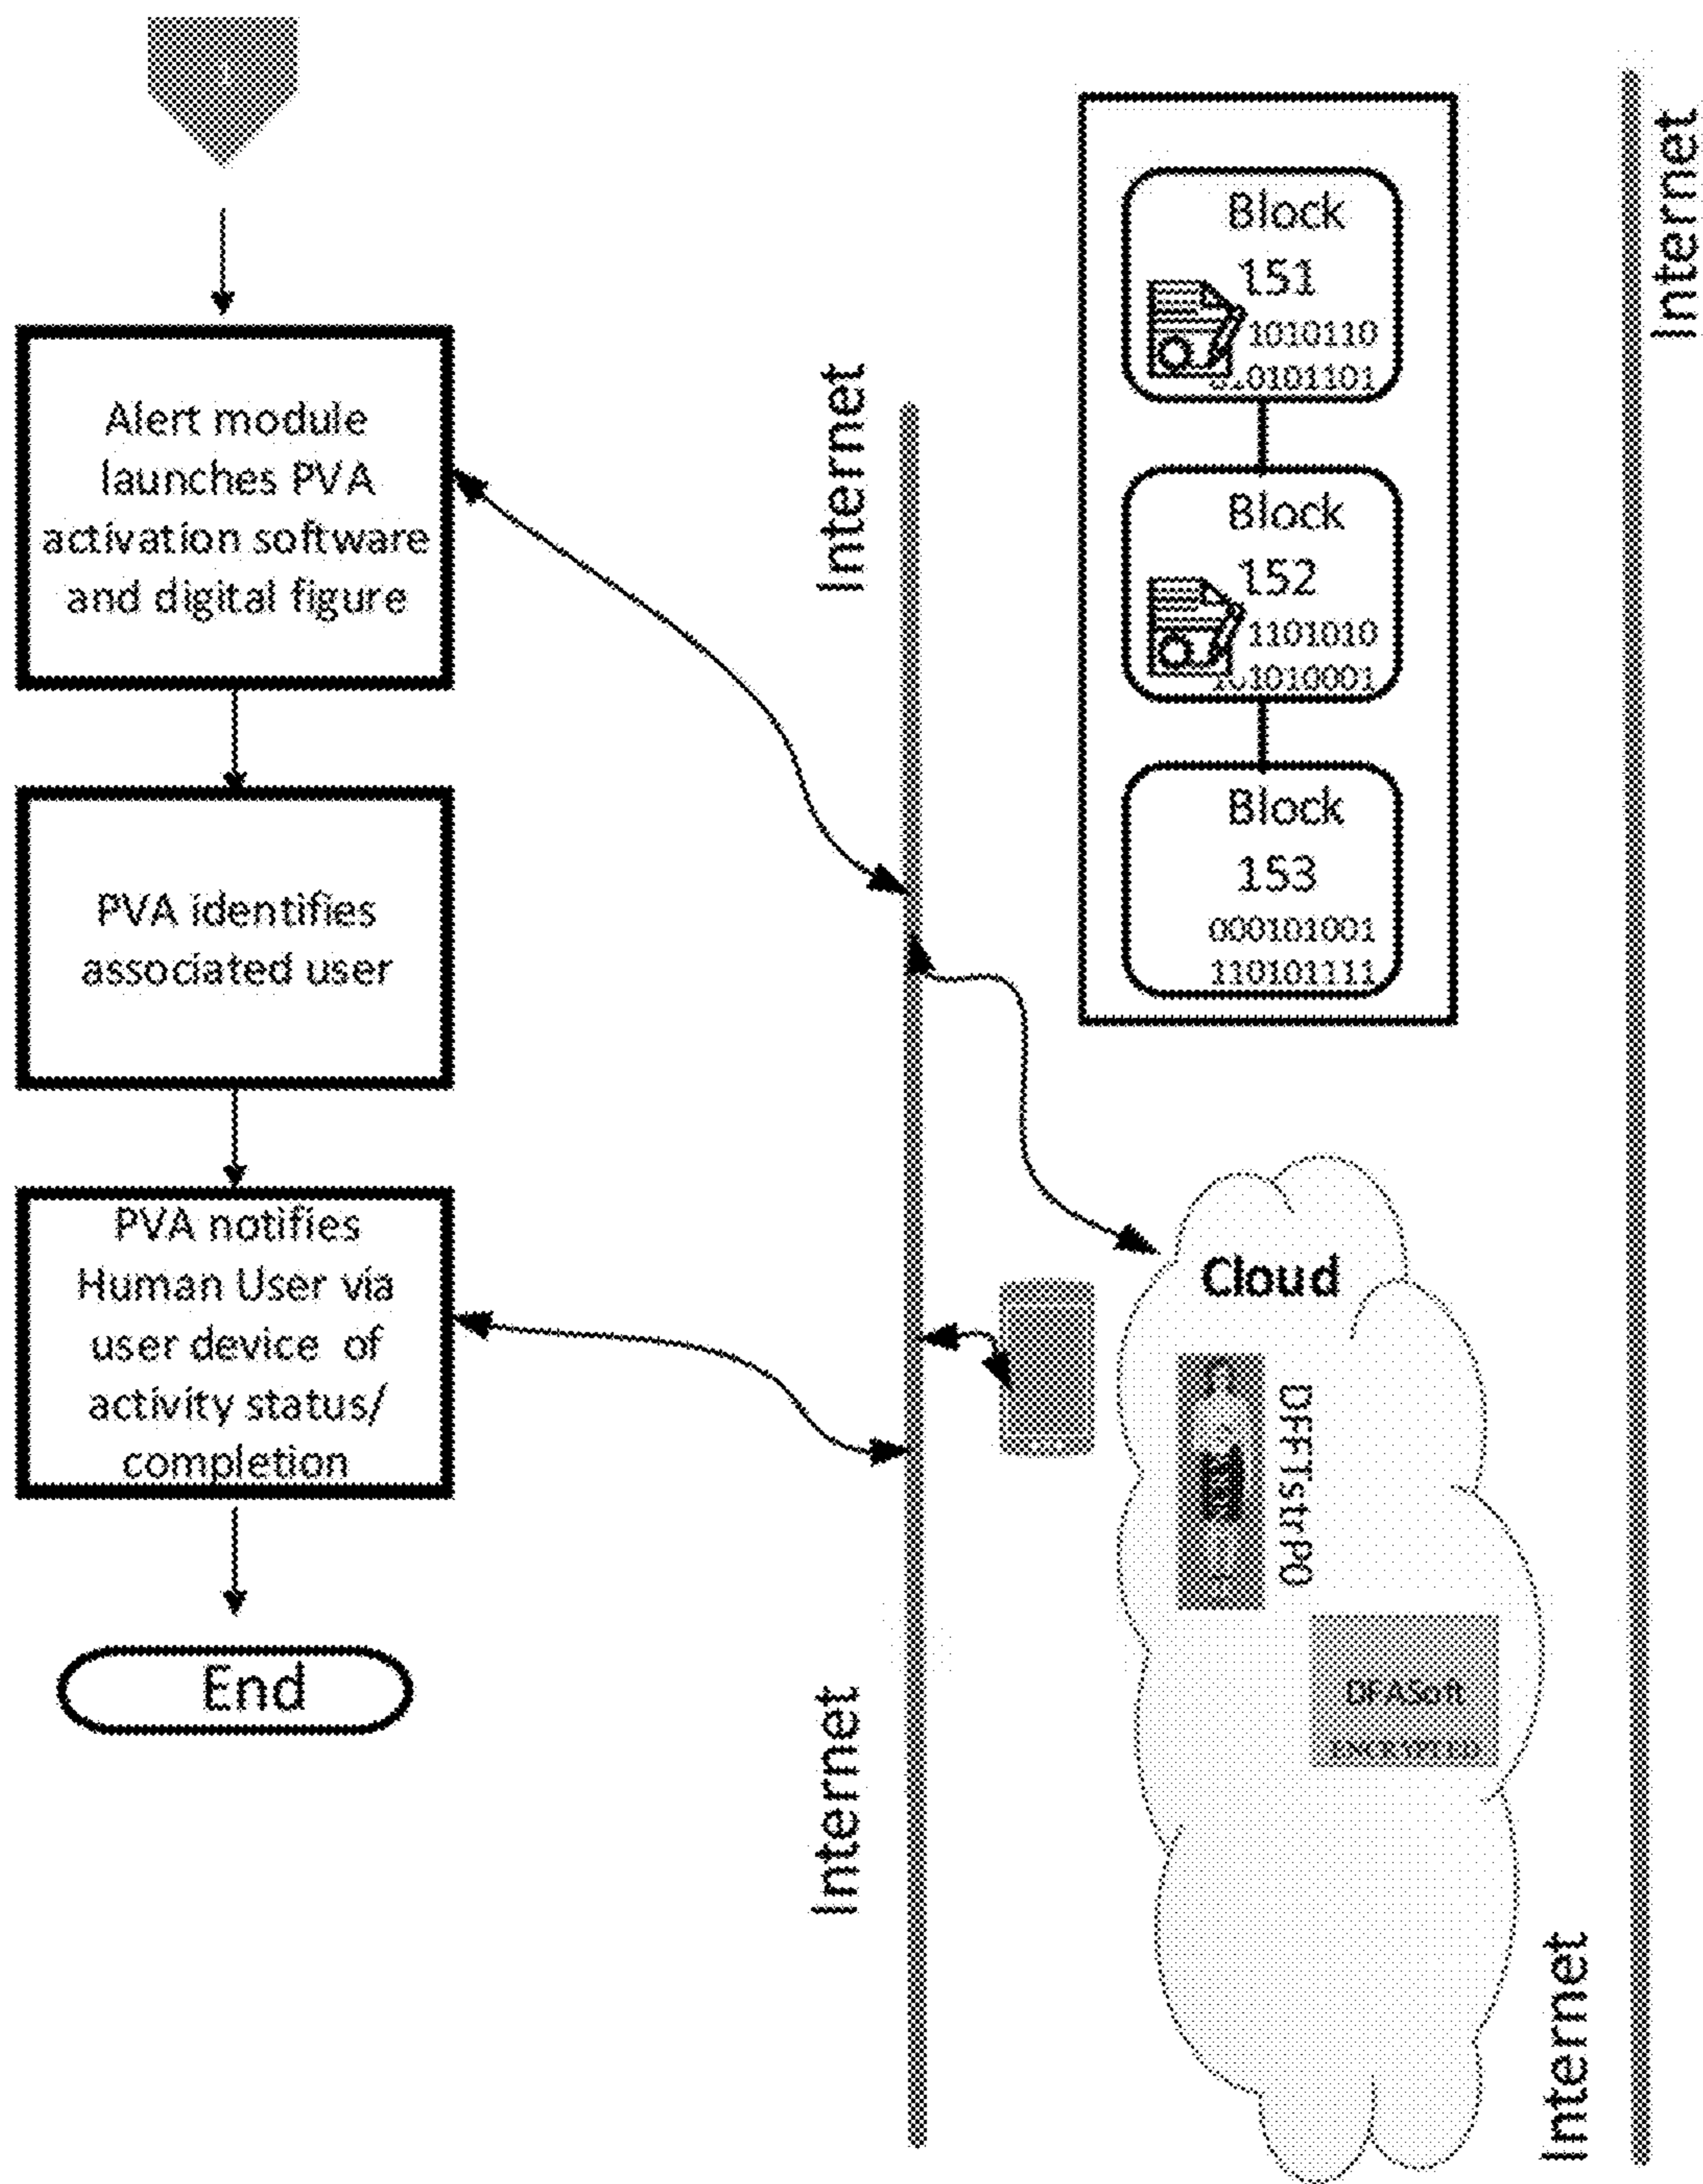 Alert module
launches PVA
activation software
and digital figure
PVA identifies
associated user
PVA notifies
Human User via
user device of
activity status/
completion
End
Internet
Internet
Block
151
1010110
Block
152
1101010
Block
153
000101001
110101111
Cloud
DFASoft
Internet
Internet